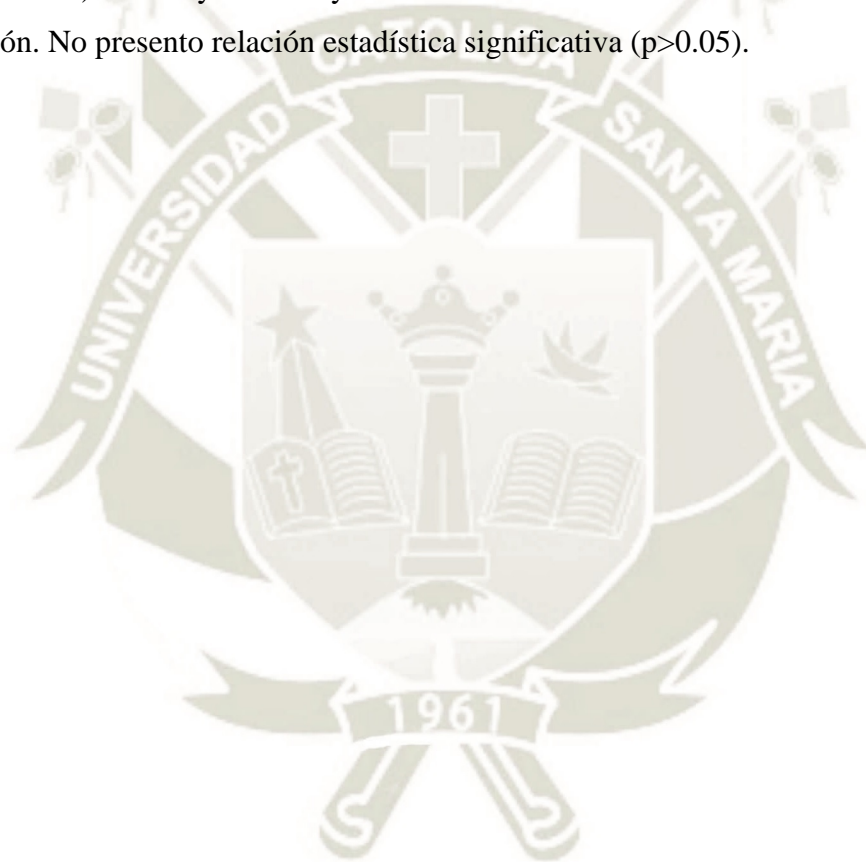 ón. No presento relación estadística significativa (p>0.05).
CATOLICA
UNIVERSIDAD
SANTA MARIA
1961